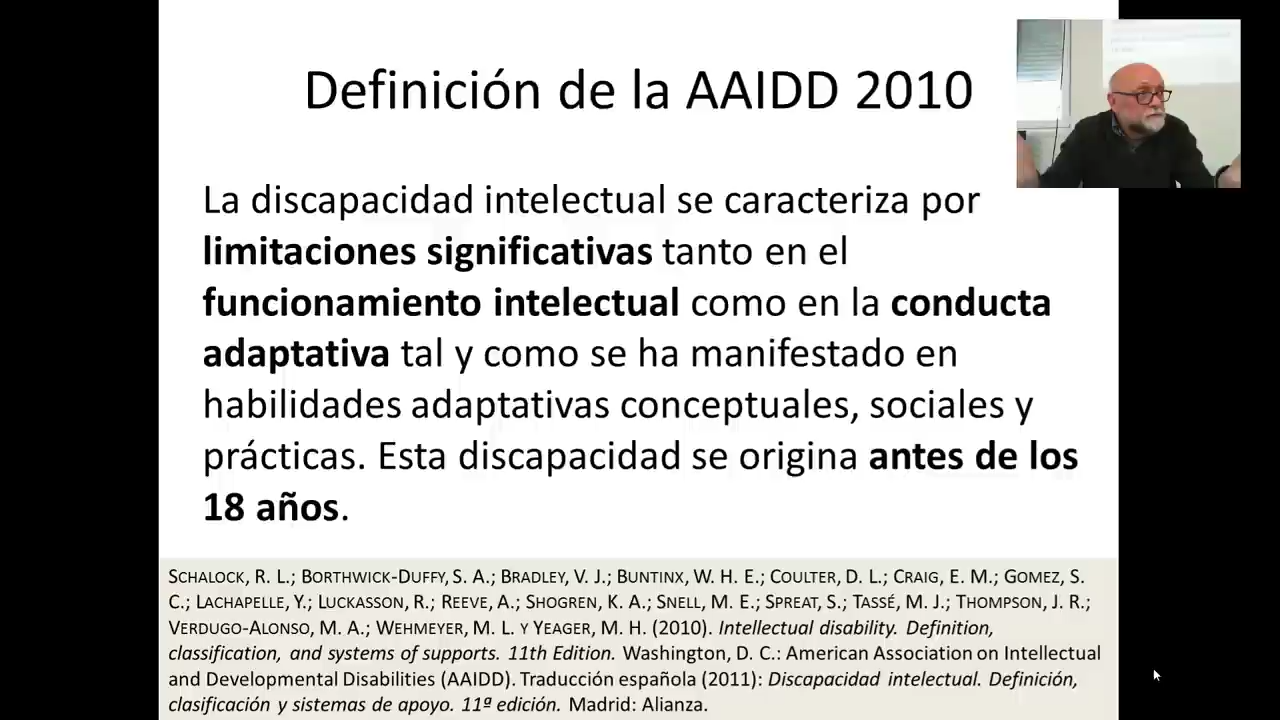 Definición de la AAIDD 2010
La discapacidad intelectual se caracteriza por
limitaciones significativas tanto en el
funcionamiento intelectual como en la conducta
adaptativa tal y como se ha manifestado en
habilidades adaptativas conceptuales, sociales y
prácticas. Esta discapacidad se origina antes de los
18 años.
SCHALOCK, R. L.; BORTHWICK-DUFFY, S. A.; BRADLEY, V. J.; BUNTINX, W. H. E.; COULTER, D. L.; CRAIG, E. M.; GOMEZ, S.
C.; LACHAPELLE, Y.; LUCKASSON, R.; REEVE, A.; SHOGREN, K. A.; SNELL, M. E.; SPREAT, S.; TASSÉ, M. J.; THOMPSON, J. R.;
VERDUGO-ALONSO, M. A.; WEHMEYER, M. L. Y YEAGER, M. H. (2010). Intellectual disability. Definition,
classification, and systems of supports. 11th Edition. Washington, D. C.: American Association on Intellectual
and Developmental Disabilities (AAIDD). Traducción española (2011): Discapacidad intelectual. Definición,
clasificación y sistemas de apoyo. 11ª edición. Madrid: Alianza.